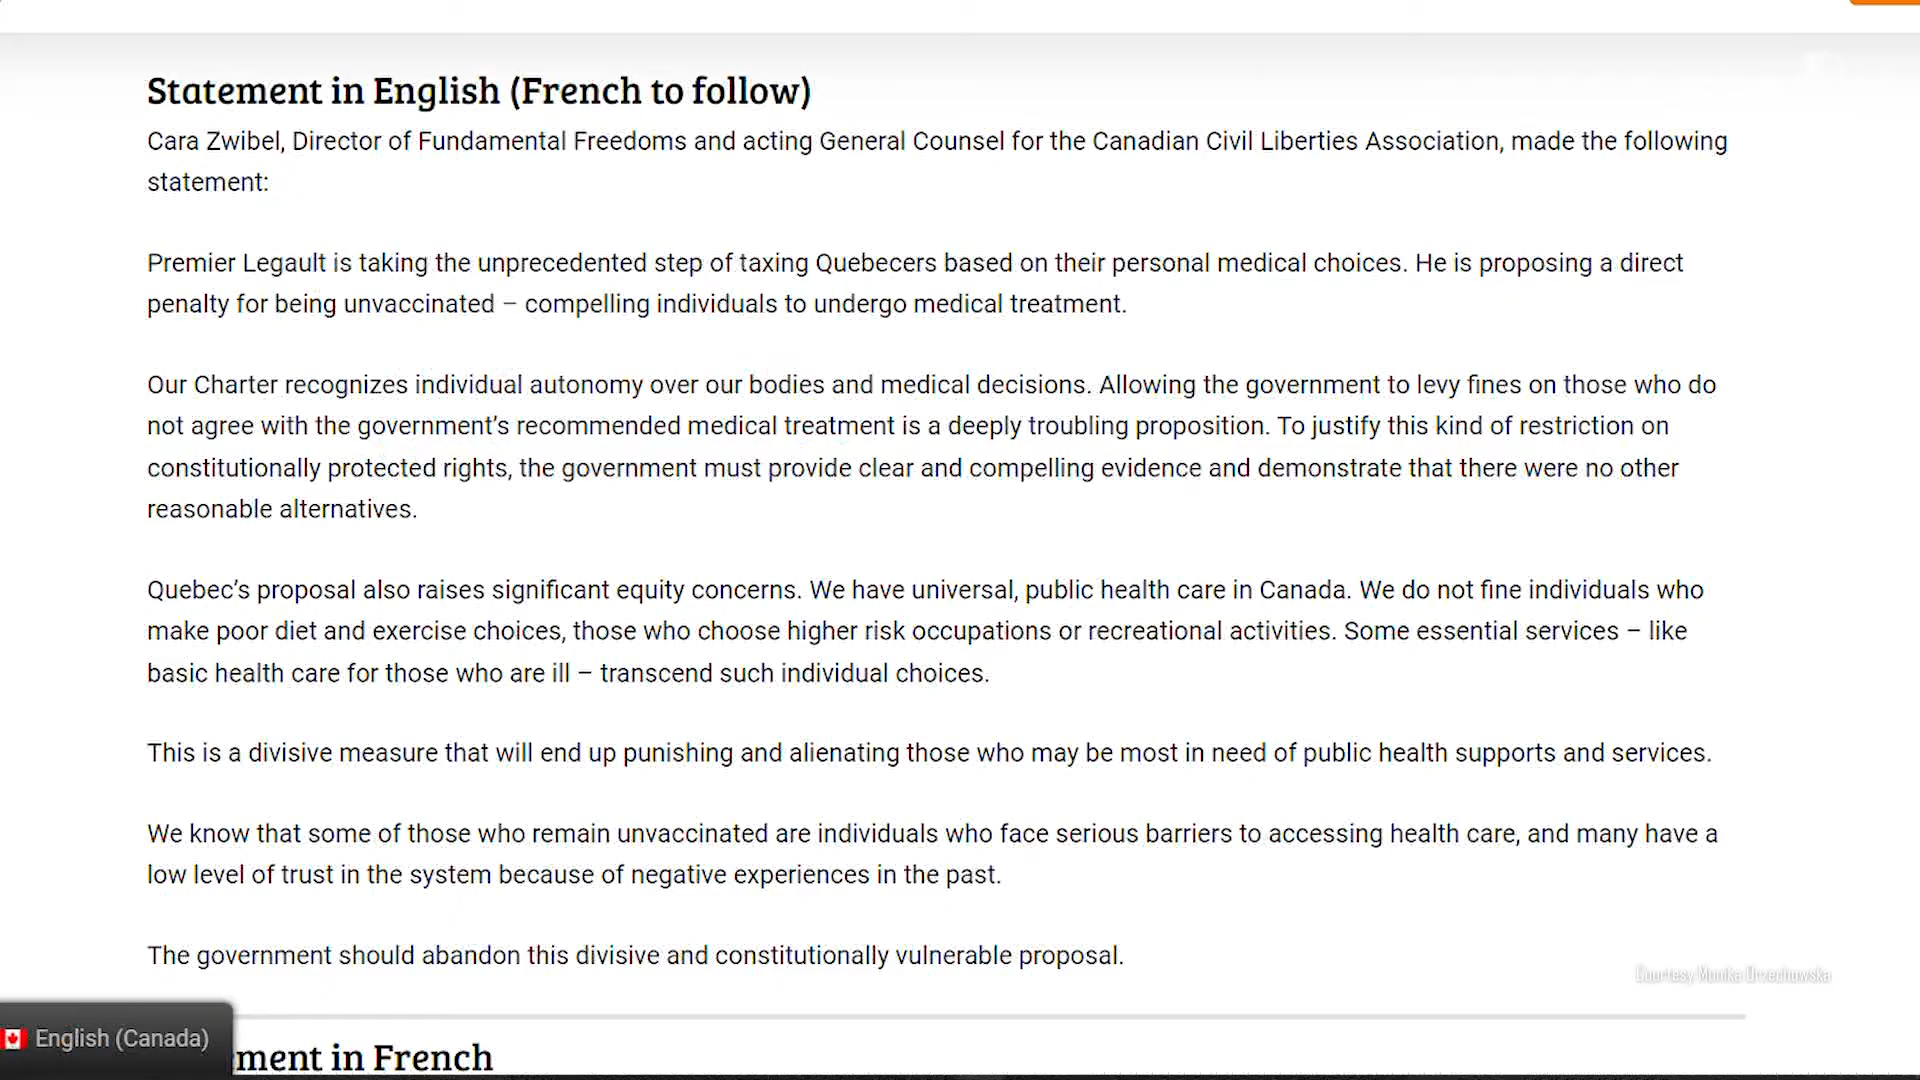 Statement in English (French to follow)
Cara Zwibel, Director of Fundamental Freedoms and acting General Counsel for the Canadian Civil Liberties Association, made the following
statement:
Premier Legault is taking the unprecedented step of taxing Quebecers based on their personal medical choices. He is proposing a direct
penalty for being unvaccinated – compelling individuals to undergo medical treatment.
Our Charter recognizes individual autonomy over our bodies and medical decisions. Allowing the government to levy fines on those who do
not agree with the government’s recommended medical treatment is a deeply troubling proposition. To justify this kind of restriction on
constitutionally protected rights, the government must provide clear and compelling evidence and demonstrate that there were no other
reasonable alternatives.
Quebec’s proposal also raises significant equity concerns. We have universal, public health care in Canada. We do not fine individuals who
make poor diet and exercise choices, those who choose higher risk occupations or recreational activities. Some essential services – like
basic health care for those who are ill – transcend such individual choices.
This is a divisive measure that will end up punishing and alienating those who may be most in need of public health supports and services.
We know that some of those who remain unvaccinated are individuals who face serious barriers to accessing health care, and many have a
low level of trust in the system because of negative experiences in the past.
The government should abandon this divisive and constitutionally vulnerable proposal.
Courtesy Monika Drzechowska
English (Canada)
ement in French